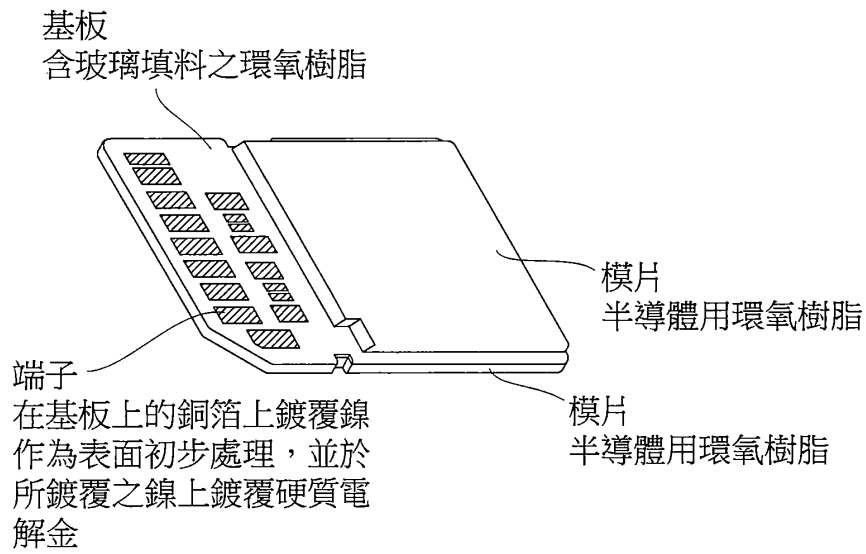 基板
含玻璃填料之環氧樹脂
模片
半導體用環氧樹脂
端子
在基板上的銅箔上鍍覆鎳
作為表面初步處理，並於
所鍍覆之鎳上鍍覆硬質電
解金
模片
半導體用環氧樹脂